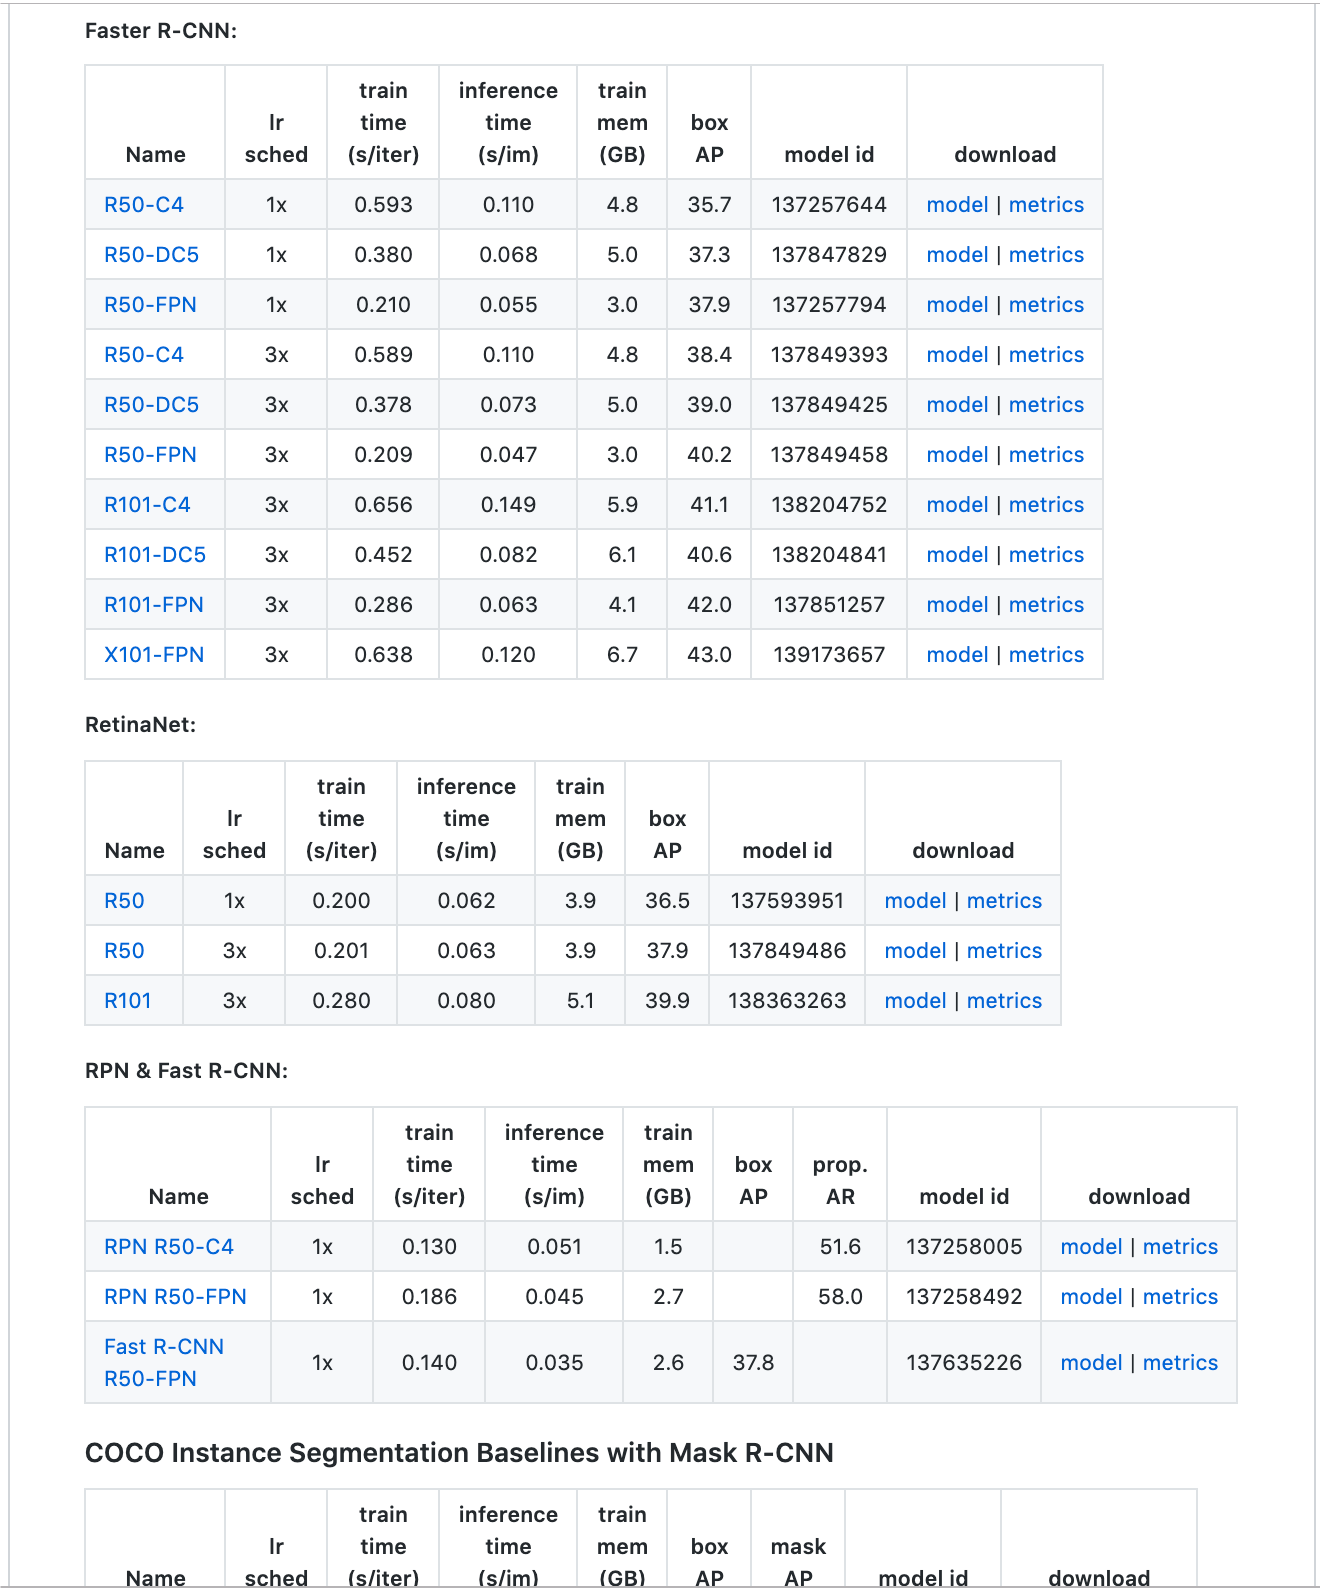 Faster R-CNN:
Name lr sched train time (s/iter) inference time (s/im) train mem (GB) box AP model id download
R50-C4 1x 0.593 0.110 4.8 35.7 137257644 model | metrics
R50-DC5 1x 0.380 0.068 5.0 37.3 137847829 model | metrics
R50-FPN 1x 0.210 0.055 3.0 37.9 137257794 model | metrics
R50-C4 3x 0.589 0.110 4.8 38.4 137849393 model | metrics
R50-DC5 3x 0.378 0.073 5.0 39.0 137849425 model | metrics
R50-FPN 3x 0.209 0.047 3.0 40.2 137849458 model | metrics
R101-C4 3x 0.656 0.149 5.9 41.1 138204752 model | metrics
R101-DC5 3x 0.452 0.082 6.1 40.6 138204841 model | metrics
R101-FPN 3x 0.286 0.063 4.1 42.0 137851257 model | metrics
X101-FPN 3x 0.638 0.120 6.7 43.0 139173657 model | metrics
RetinaNet:
Name lr sched train time (s/iter) inference time (s/im) train mem (GB) box AP model id download
R50 1x 0.200 0.062 3.9 36.5 137593951 model | metrics
R50 3x 0.201 0.063 3.9 37.9 137849486 model | metrics
R101 3x 0.280 0.080 5.1 39.9 138363263 model | metrics
RPN & Fast R-CNN:
Name lr sched train time (s/iter) inference time (s/im) train mem (GB) box AP prop. AR model id download
RPN R50-C4 1x 0.130 0.051 1.5 51.6 137258005 model | metrics
RPN R50-FPN 1x 0.186 0.045 2.7 58.0 137258492 model | metrics
Fast R-CNN R50-FPN 1x 0.140 0.035 2.6 37.8 137635226 model | metrics
COCO Instance Segmentation Baselines with Mask R-CNN
Name lr sched train time (s/iter) inference time (s/im) train mem (GB) box AP mask AP model id download